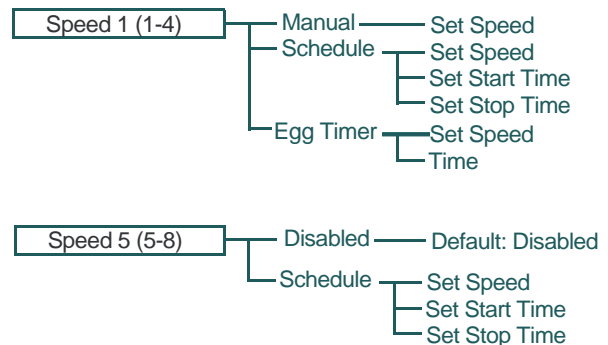 Speed 1 (1-4) Manual Set Speed
Schedule Set Speed
Set Start Time
Set Stop Time
Egg Timer Set Speed
Time
Speed 5 (5-8) Disabled Default: Disabled
Schedule Set Speed
Set Start Time
Set Stop Time